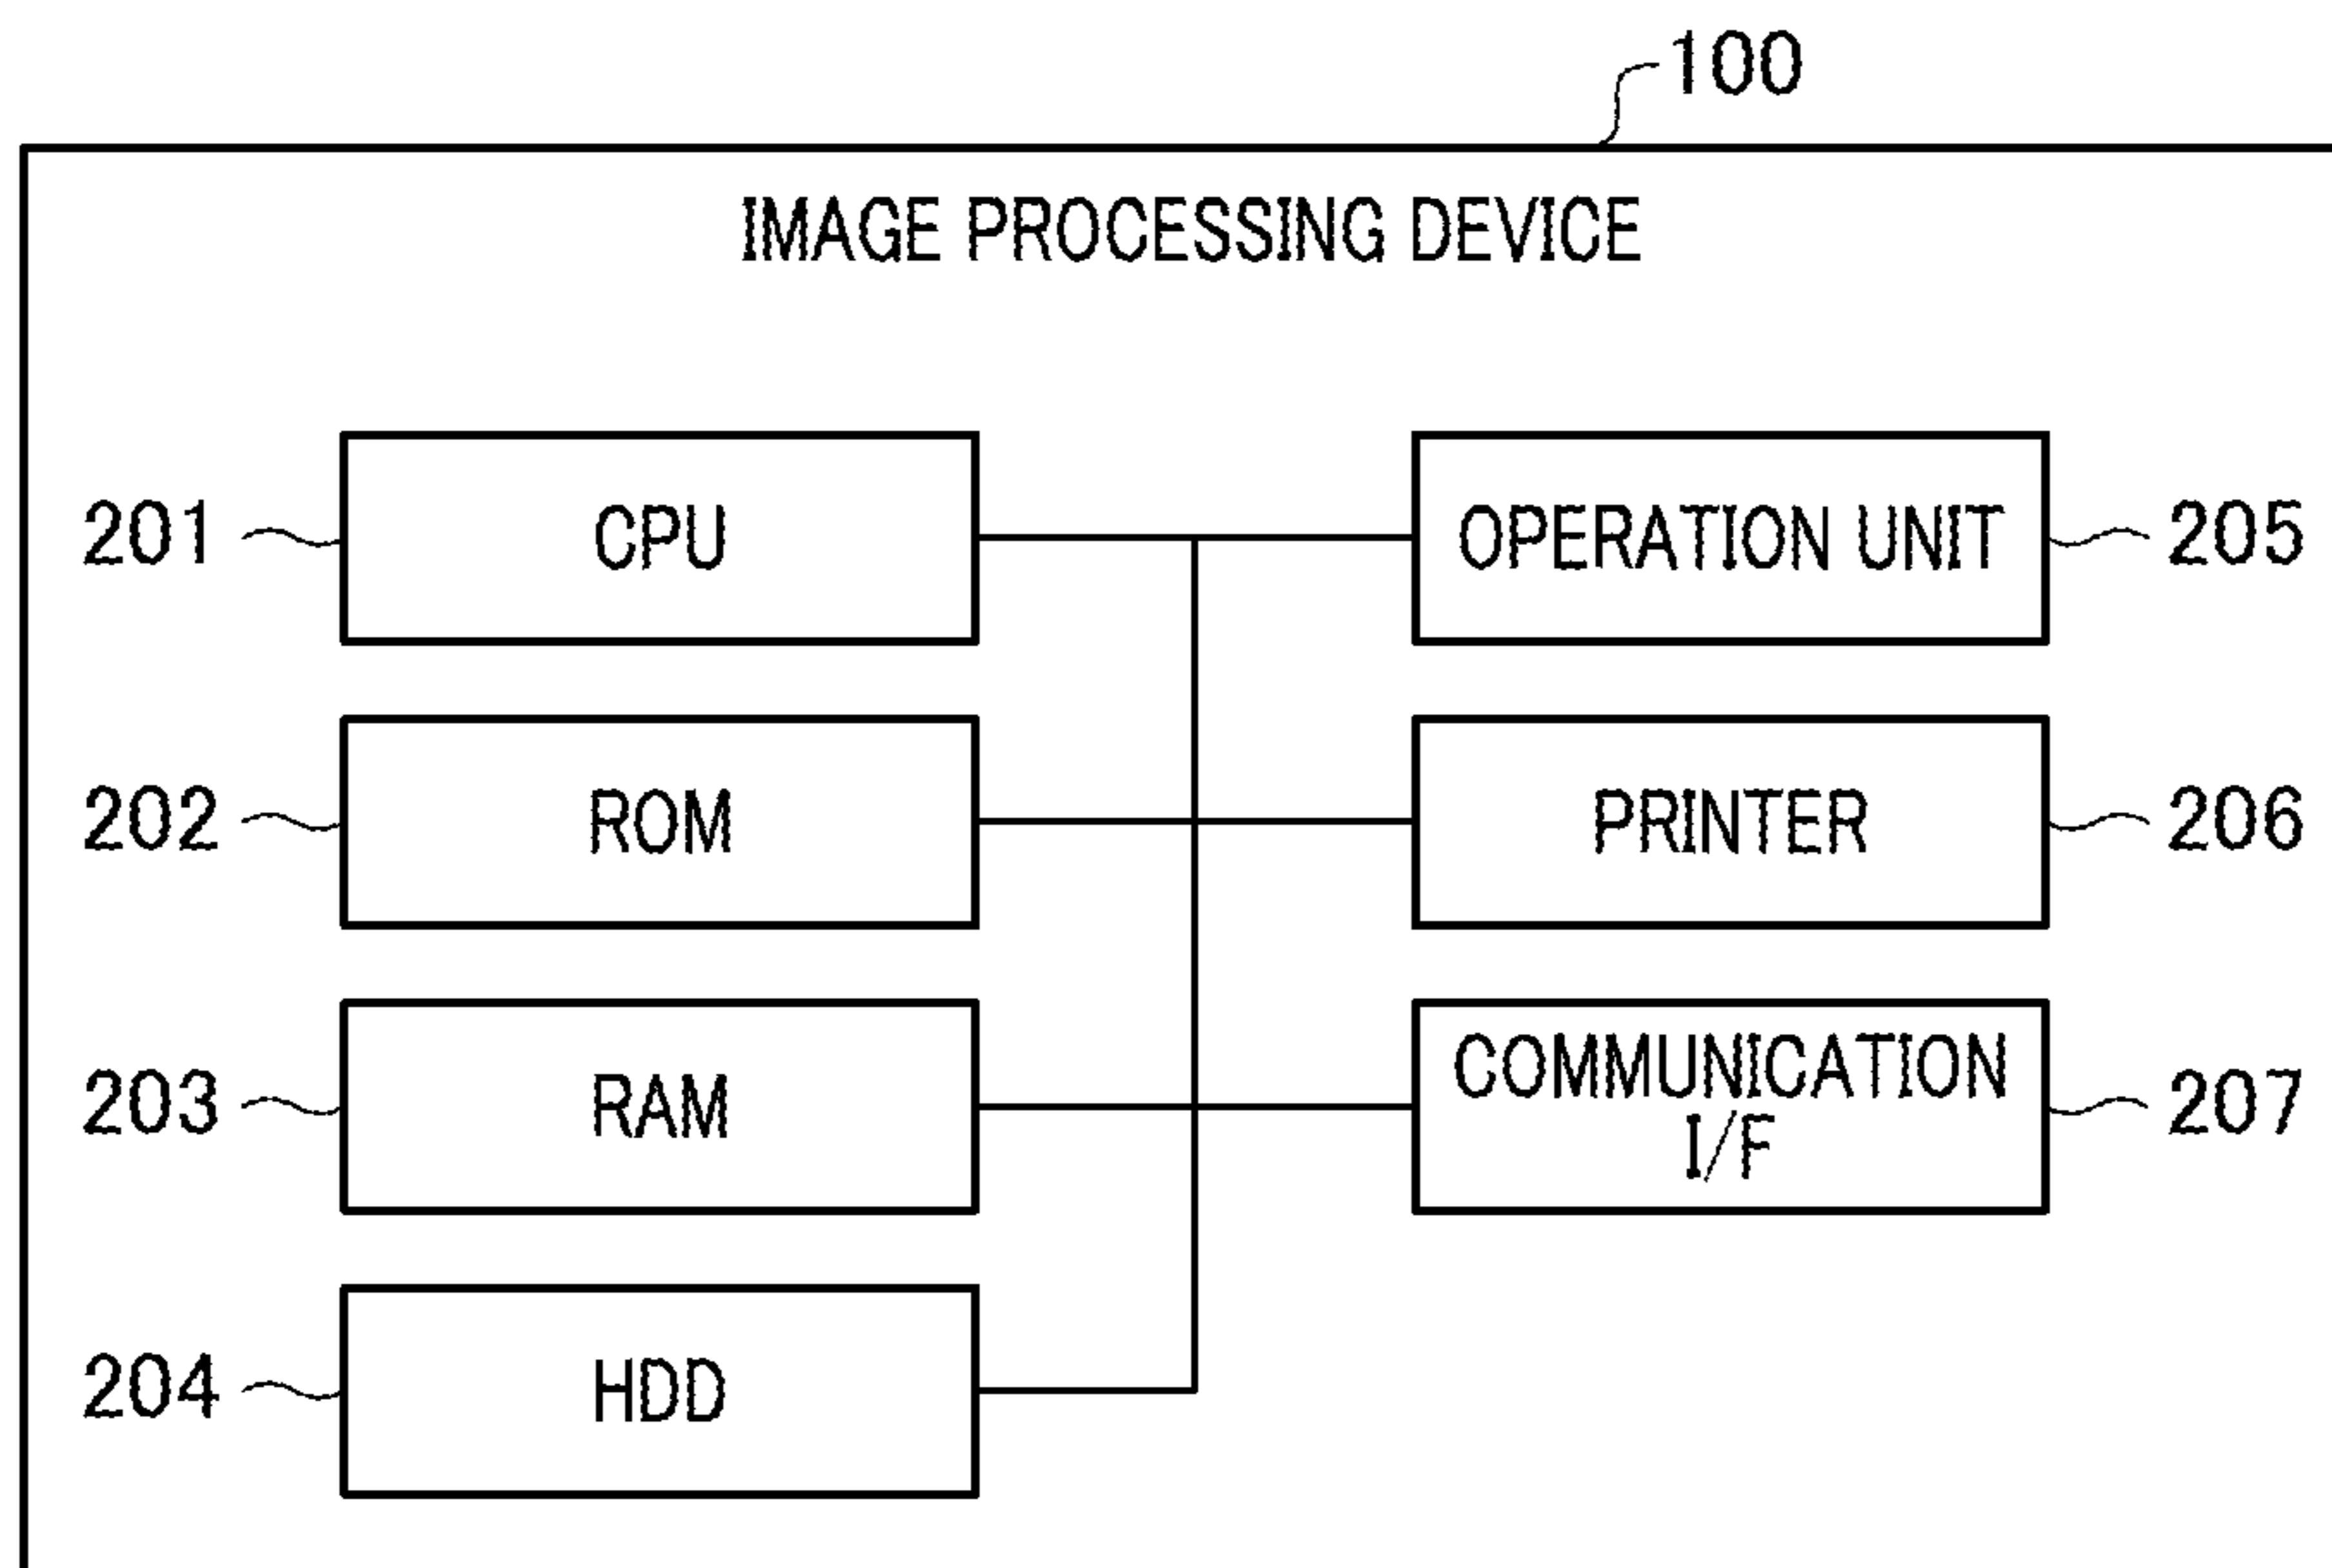 100
IMAGE PROCESSING DEVICE
201
CPU
OPERATION UNIT
205
202
ROM
PRINTER
206
203
RAM
COMMUNICATION
I/F
207
204
HDD